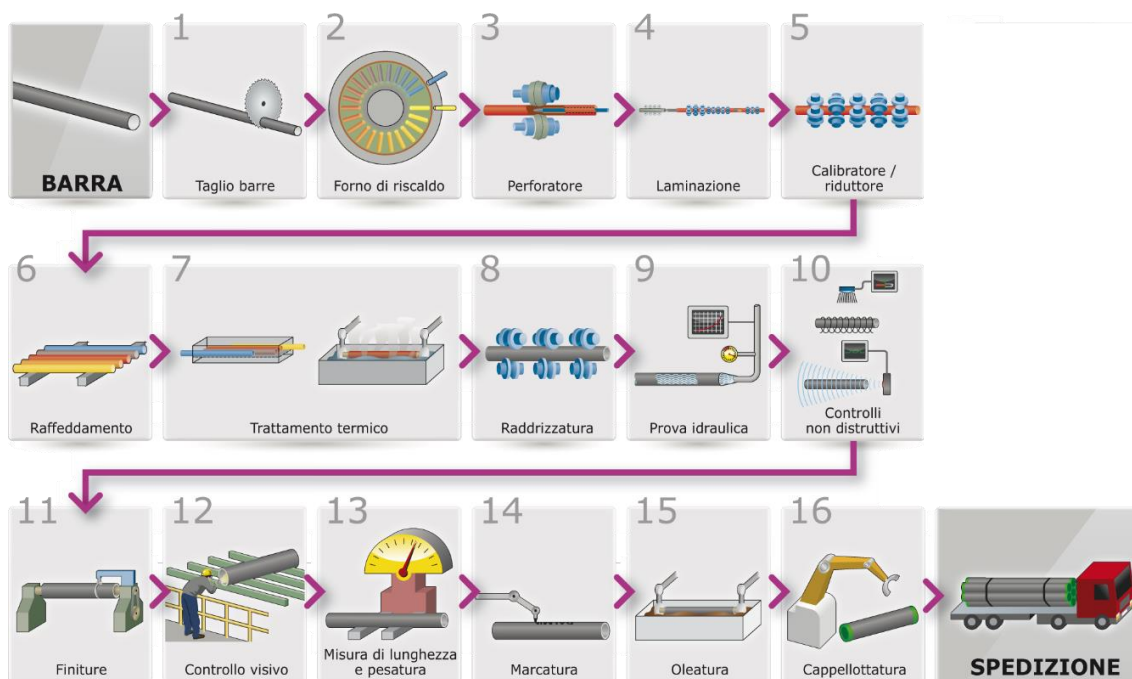 BARRA
1
Taglio barre
2
Forno di riscaldo
3
Perforatore
4
Laminazione
5
Calibratore /
riduttore
6
Raffeddamento
7
Trattamento termico
8
Raddrizzatura
9
Prova idraulica
10
Controlli
non distruttivi
11
Finiture
12
Controllo visivo
13
Misura di lunghezza
e pesatura
14
Marcatura
15
Oleatura
16
Cappellottatura
SPEDIZIONE